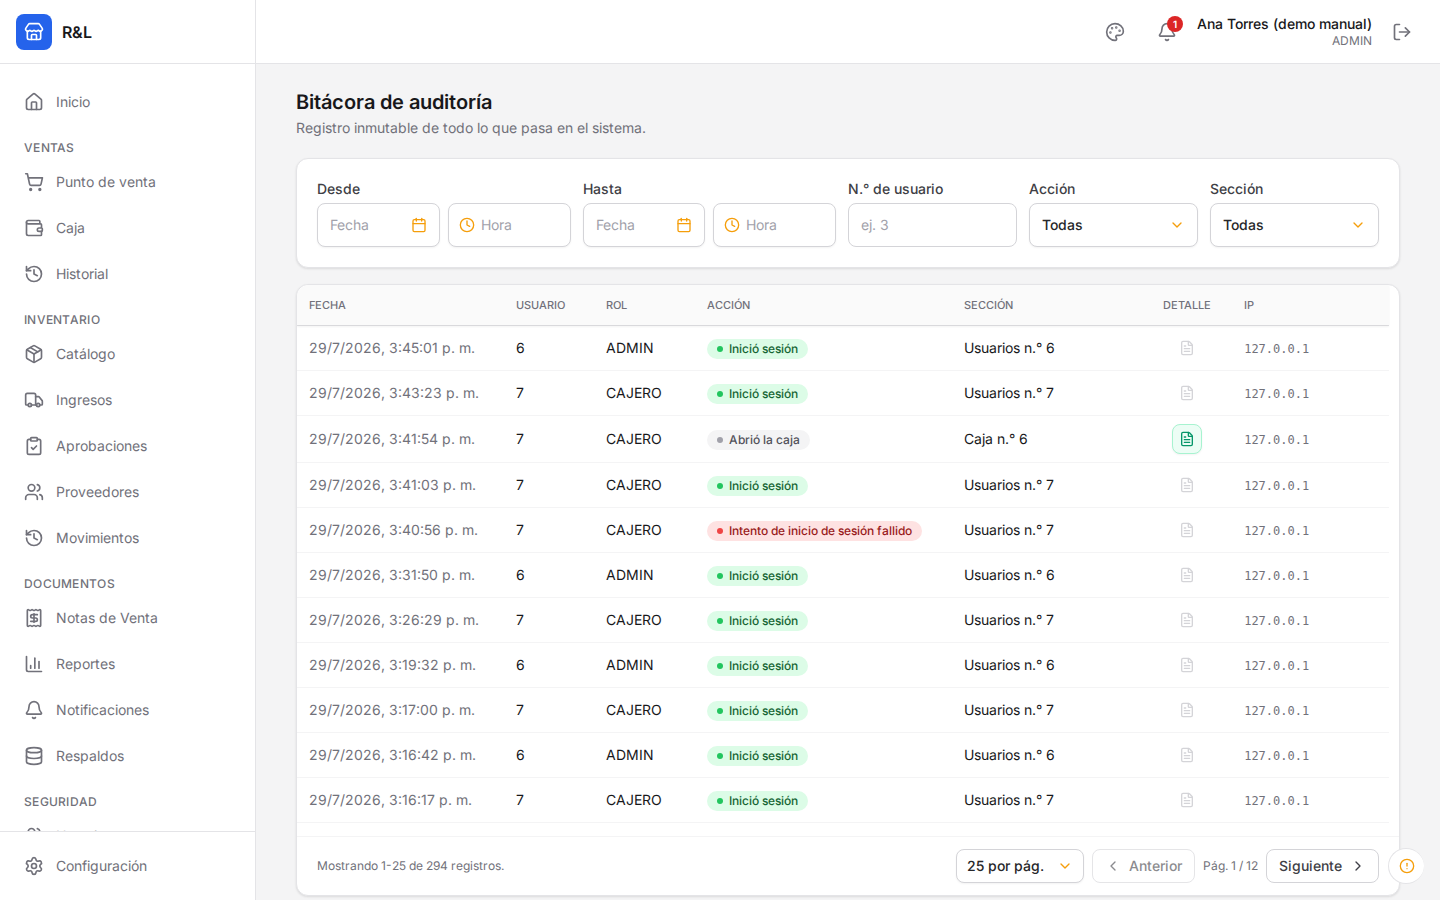 R&L
1
Ana Torres (demo manual)
ADMIN
Inicio
VENTAS
Punto de venta
Caja
Historial
INVENTARIO
Catálogo
Ingresos
Aprobaciones
Proveedores
Movimientos
DOCUMENTOS
Notas de Venta
Reportes
Notificaciones
Respaldos
SEGURIDAD
Configuración
Bitácora de auditoría
Registro inmutable de todo lo que pasa en el sistema.
Desde Hasta N.° de usuario Acción Sección
Fecha Hora Fecha Hora ej. 3 Todas Todas
FECHA USUARIO ROL ACCIÓN SECCIÓN DETALLE IP
29/7/2026, 3:45:01 p. m. 6 ADMIN Inició sesión Usuarios n.° 6 127.0.0.1
29/7/2026, 3:43:23 p. m. 7 CAJERO Inició sesión Usuarios n.° 7 127.0.0.1
29/7/2026, 3:41:54 p. m. 7 CAJERO Abrió la caja Caja n.° 6 127.0.0.1
29/7/2026, 3:41:03 p. m. 7 CAJERO Inició sesión Usuarios n.° 7 127.0.0.1
29/7/2026, 3:40:56 p. m. 7 CAJERO Intento de inicio de sesión fallido Usuarios n.° 7 127.0.0.1
29/7/2026, 3:31:50 p. m. 6 ADMIN Inició sesión Usuarios n.° 6 127.0.0.1
29/7/2026, 3:26:29 p. m. 7 CAJERO Inició sesión Usuarios n.° 7 127.0.0.1
29/7/2026, 3:19:32 p. m. 6 ADMIN Inició sesión Usuarios n.° 6 127.0.0.1
29/7/2026, 3:17:00 p. m. 7 CAJERO Inició sesión Usuarios n.° 7 127.0.0.1
29/7/2026, 3:16:42 p. m. 6 ADMIN Inició sesión Usuarios n.° 6 127.0.0.1
29/7/2026, 3:16:17 p. m. 7 CAJERO Inició sesión Usuarios n.° 7 127.0.0.1
Mostrando 1-25 de 294 registros. 25 por pág. Anterior Pág. 1 / 12 Siguiente